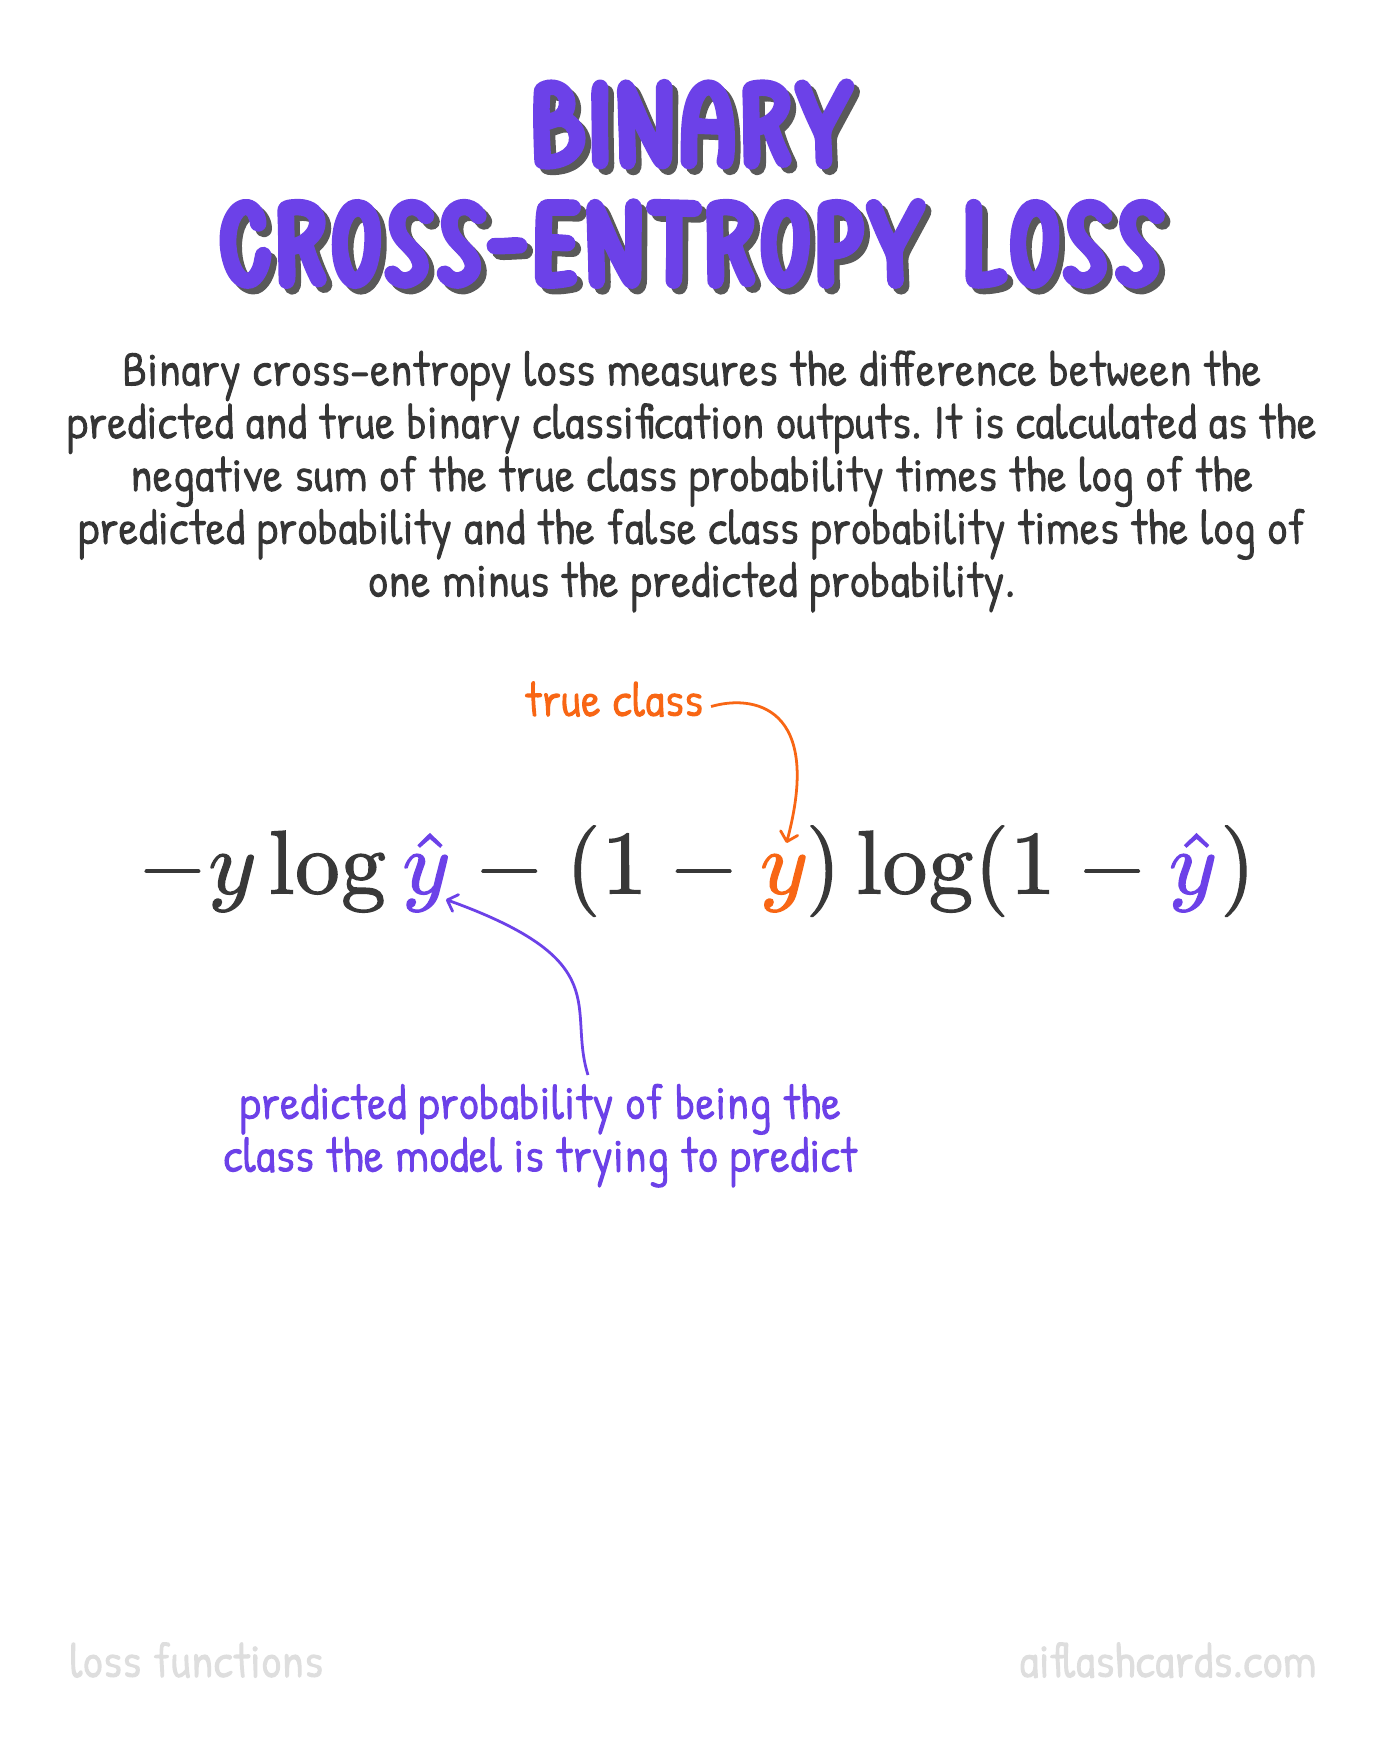 BINARY
CROSS-ENTROPY LOSS
Binary cross-entropy loss measures the difference between the
predicted and true binary classification outputs. It is calculated as the
negative sum of the true class probability times the log of the
predicted probability and the false class probability times the log of
one minus the predicted probability.
true class
−y log ŷ − (1 − y) log(1 − ŷ)
predicted probability of being the
class the model is trying to predict
loss functions
aiflashcards.com